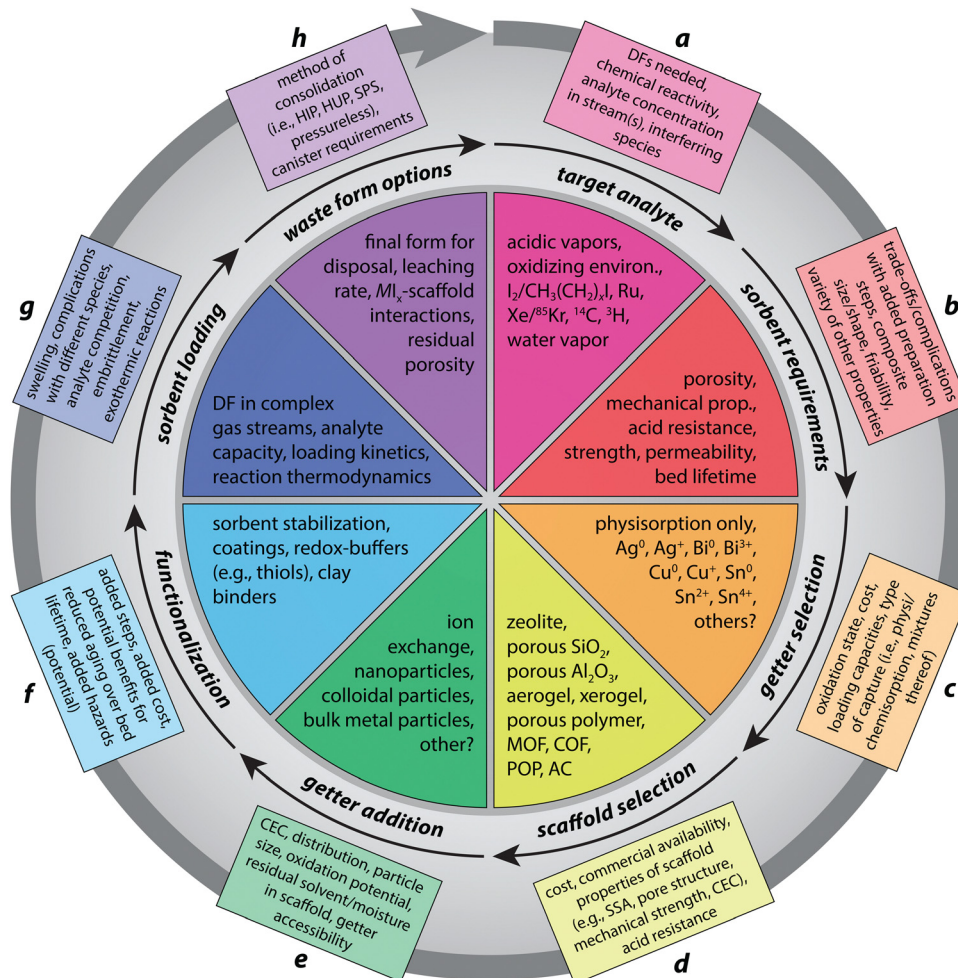 h
a
method of
consolidation
(i.e., HIP, HUP, SPS,
pressureless),
canister requirements
DFs needed,
chemical reactivity,
analyte concentration
in stream(s), interfering
species
waste form options
target analyte
final form for
disposal, leaching
rate, MIₓ-scaffold
interactions,
residual
porosity
acidic vapors,
oxidizing environ.,
I₂/CH₃(CH₂)ₓI, Ru,
Xe/⁸⁵Kr, ¹⁴C, ³H,
water vapor
g
swelling, complications
with different species,
analyte competition,
embrittlement,
exothermic reactions
sorbent loading
sorbent requirements
b
trade-offs/complications
with added preparation
steps, composite
size/shape, friability,
variety of other properties
DF in complex
gas streams, analyte
capacity, loading kinetics,
reaction thermodynamics
porosity,
mechanical prop.,
acid resistance,
strength, permeability,
bed lifetime
sorbent stabilization,
coatings, redox-buffers
(e.g., thiols), clay
binders
physisorption only,
Ag⁰, Ag⁺, Bi⁰, Bi³⁺,
Cu⁰, Cu⁺, Sn⁰,
Sn²⁺, Sn⁴⁺,
others?
f
added steps, added cost,
potential benefits for
reduced aging over bed
lifetime, added hazards
(potential)
functionalization
getter selection
c
oxidation state, cost,
loading capacities, type
of capture (i.e., physi/
chemisorption, mixtures
thereof)
ion
exchange,
nanoparticles,
colloidal particles,
bulk metal particles,
other?
zeolite,
porous SiO₂,
porous Al₂O₃,
aerogel, xerogel,
porous polymer,
MOF, COF,
POP, AC
getter addition
scaffold selection
CEC, distribution, particle
size, oxidation potential,
residual solvent/moisture
in scaffold, getter
accessibility
cost, commercial availability,
properties of scaffold
(e.g., SSA, pore structure,
mechanical strength, CEC),
acid resistance
e
d